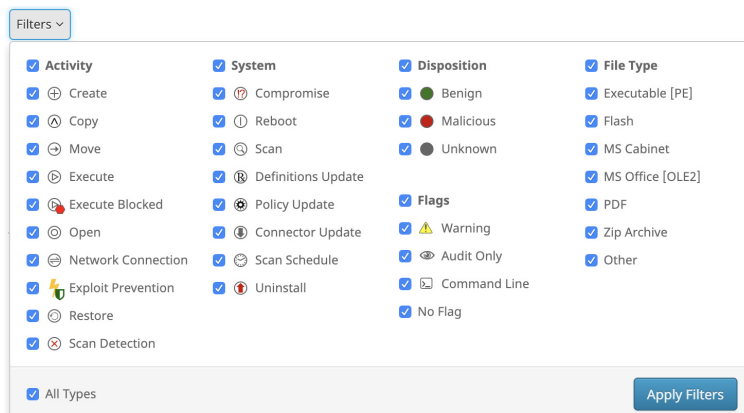 Filters
Activity
Create
Copy
Move
Execute
Execute Blocked
Open
Network Connection
Exploit Prevention
Restore
Scan Detection
System
Compromise
Reboot
Scan
Definitions Update
Policy Update
Connector Update
Scan Schedule
Uninstall
Disposition
Benign
Malicious
Unknown
Flags
Warning
Audit Only
Command Line
No Flag
File Type
Executable [PE]
Flash
MS Cabinet
MS Office [OLE2]
PDF
Zip Archive
Other
All Types
Apply Filters